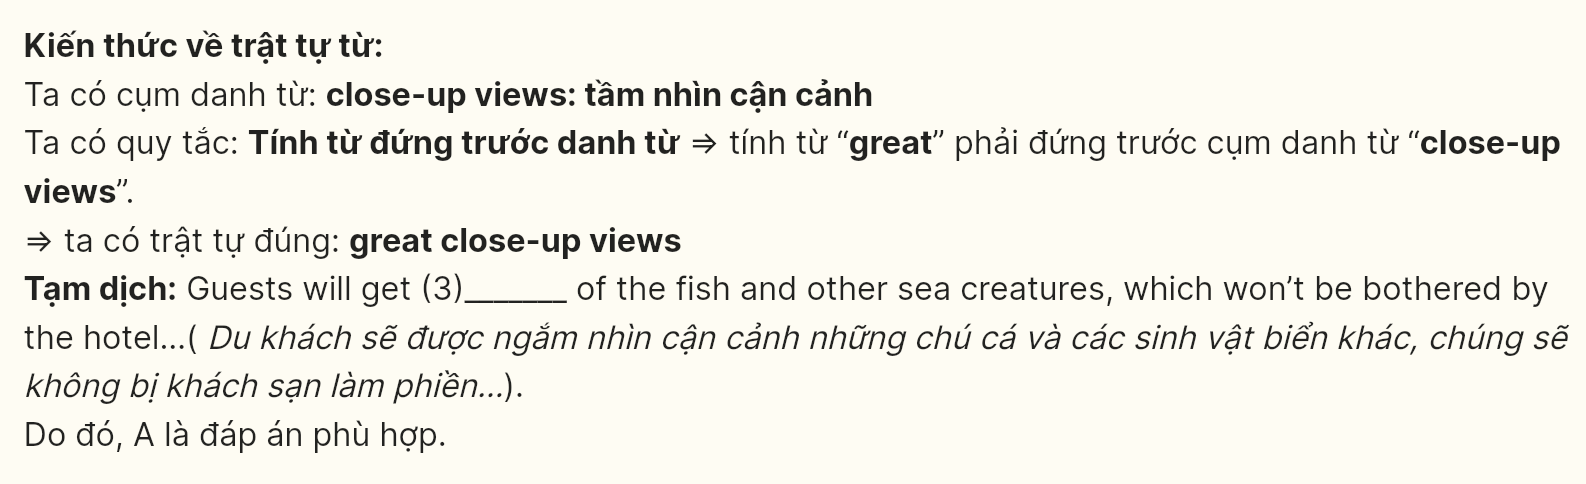 Kiến thức về trật tự từ:
Ta có cụm danh từ: close-up views: tầm nhìn cận cảnh
Ta có quy tắc: Tính từ đứng trước danh từ ⇒ tính từ “great” phải đứng trước cụm danh từ “close-up
views”.
⇒ ta có trật tự đúng: great close-up views
Tạm dịch: Guests will get (3)_______ of the fish and other sea creatures, which won’t be bothered by
the hotel...( Du khách sẽ được ngắm nhìn cận cảnh những chú cá và các sinh vật biển khác, chúng sẽ
không bị khách sạn làm phiền...).
Do đó, A là đáp án phù hợp.